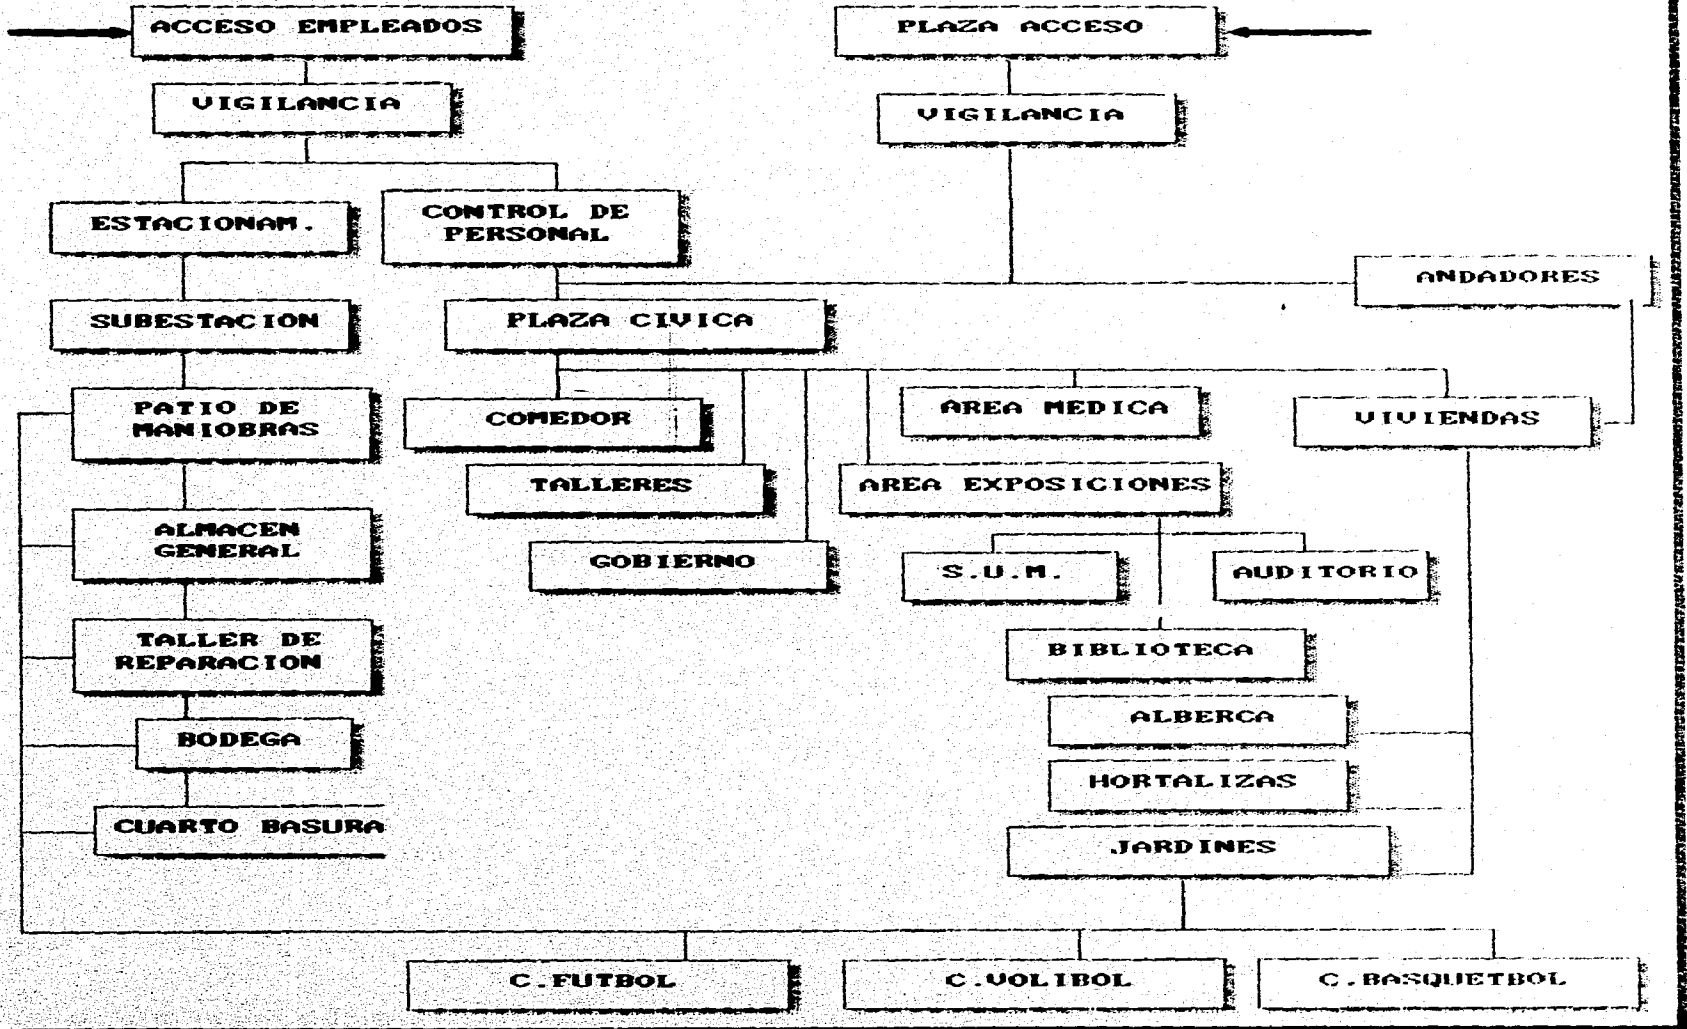 ACCESO EMPLEADOS
PLAZA ACCESO
VIGILANCIA
VIGILANCIA
ESTACIONAM.
CONTROL DE
PERSONAL
ANDADORES
SUBESTACION
PLAZA CIVICA
PATIO DE
MANIOBRAS
COMEDOR
AREA MEDICA
VIVIENDAS
TALLERES
AREA EXPOSICIONES
ALMACEN
GENERAL
GOBIERNO
S.U.M.
AUDITORIO
TALLER DE
REPARACION
BIBLIOTECA
BODEGA
ALBERCA
HORTALIZAS
CUARTO BASURA
JARDINES
C.FUTBOL
C.VOLIBOL
C.BASQUETBOL